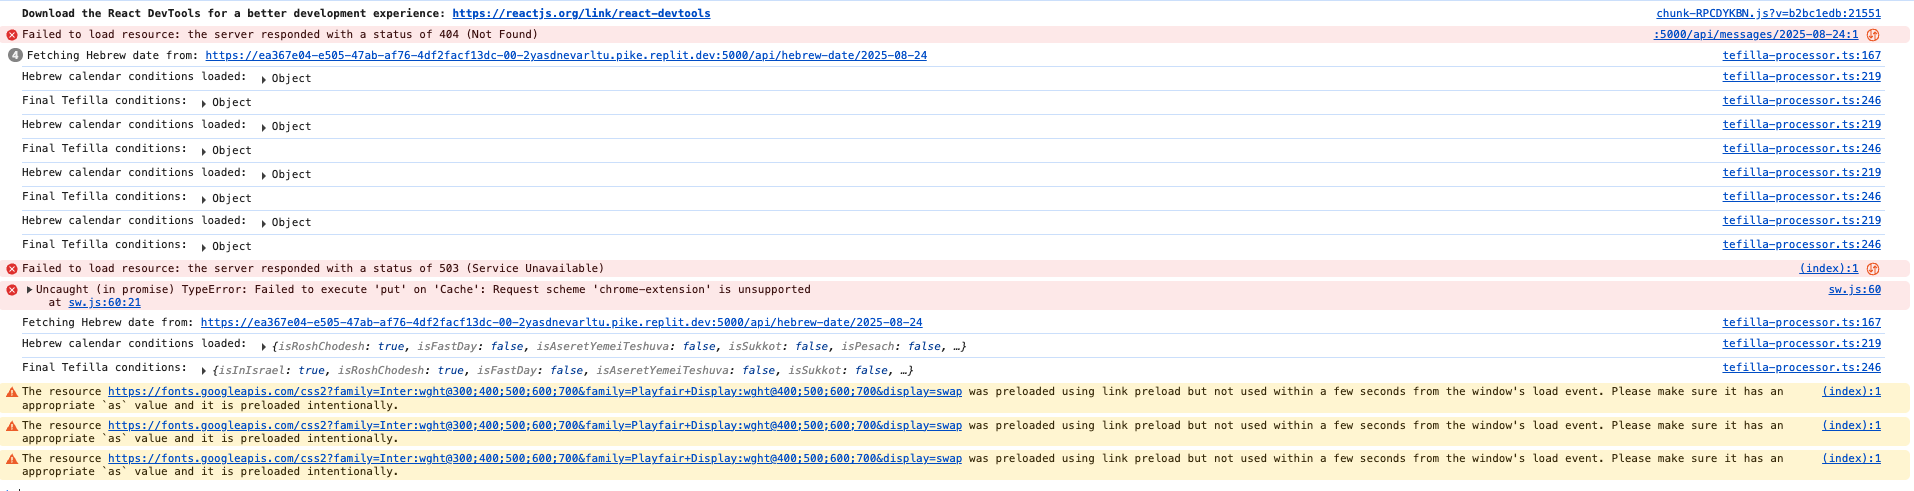 Download the React DevTools for a better development experience: https://reactjs.org/link/react-devtools chunk-RPCDYKBN.js?v=b2bc1edb:21551
Failed to load resource: the server responded with a status of 404 (Not Found) :5000/api/messages/2025-08-24:1
4 Fetching Hebrew date from: https://ea367e04-e505-47ab-af76-4df2facf13dc-00-2yasdnevarltu.pike.replit.dev:5000/api/hebrew-date/2025-08-24 tefilla-processor.ts:167
Hebrew calendar conditions loaded: ▶ Object tefilla-processor.ts:219
Final Tefilla conditions: ▶ Object tefilla-processor.ts:246
Hebrew calendar conditions loaded: ▶ Object tefilla-processor.ts:219
Final Tefilla conditions: ▶ Object tefilla-processor.ts:246
Hebrew calendar conditions loaded: ▶ Object tefilla-processor.ts:219
Final Tefilla conditions: ▶ Object tefilla-processor.ts:246
Hebrew calendar conditions loaded: ▶ Object tefilla-processor.ts:219
Final Tefilla conditions: ▶ Object tefilla-processor.ts:246
Failed to load resource: the server responded with a status of 503 (Service Unavailable) (index):1
▶Uncaught (in promise) TypeError: Failed to execute 'put' on 'Cache': Request scheme 'chrome-extension' is unsupported sw.js:60
at sw.js:60:21
Fetching Hebrew date from: https://ea367e04-e505-47ab-af76-4df2facf13dc-00-2yasdnevarltu.pike.replit.dev:5000/api/hebrew-date/2025-08-24 tefilla-processor.ts:167
Hebrew calendar conditions loaded: ▶ {isRoshChodesh: true, isFastDay: false, isAseretYemeiTeshuva: false, isSukkot: false, isPesach: false, …} tefilla-processor.ts:219
Final Tefilla conditions: ▶ {isInIsrael: true, isRoshChodesh: true, isFastDay: false, isAseretYemeiTeshuva: false, isSukkot: false, …} tefilla-processor.ts:246
The resource https://fonts.googleapis.com/css2?family=Inter:wght@300;400;500;600;700&family=Playfair+Display:wght@400;500;600;700&display=swap was preloaded using link preload but not used within a few seconds from the window's load event. Please make sure it has an (index):1
appropriate `as` value and it is preloaded intentionally.
The resource https://fonts.googleapis.com/css2?family=Inter:wght@300;400;500;600;700&family=Playfair+Display:wght@400;500;600;700&display=swap was preloaded using link preload but not used within a few seconds from the window's load event. Please make sure it has an (index):1
appropriate `as` value and it is preloaded intentionally.
The resource https://fonts.googleapis.com/css2?family=Inter:wght@300;400;500;600;700&family=Playfair+Display:wght@400;500;600;700&display=swap was preloaded using link preload but not used within a few seconds from the window's load event. Please make sure it has an (index):1
appropriate `as` value and it is preloaded intentionally.